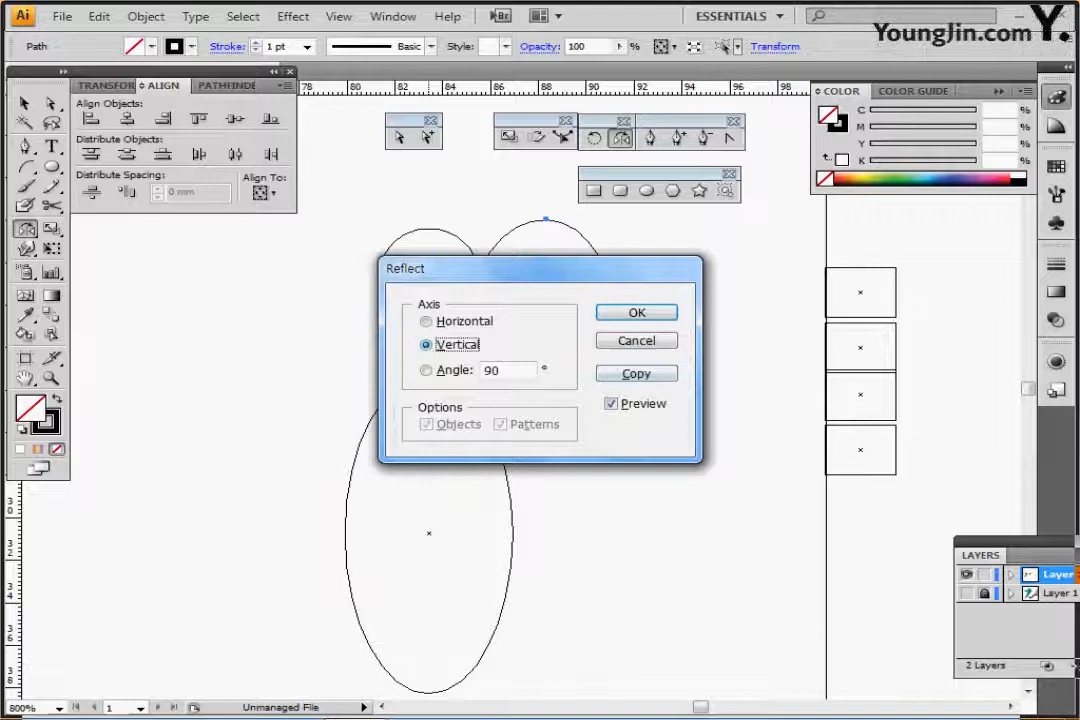 Ai File Edit Object Type Select Effect View Window Help Br ESSENTIALS
YoungJin.com Y.
Path Stroke: 1 pt Basic Style: Opacity: 100 % Transform
TRANSFOR ALIGN PATHFINDE
78 80 82 84 86 88 90 92 94 96 98
COLOR COLOR GUIDE
Align Objects:
C %
M %
Y %
K %
Distribute Objects:
Distribute Spacing: Align To:
0 mm
Reflect
Axis
Horizontal
Vertical
Angle: 90 °
OK
Cancel
Copy
Preview
Options
Objects Patterns
LAYERS
Layer
Layer 1
2 Layers
800% 1 Unmanaged File